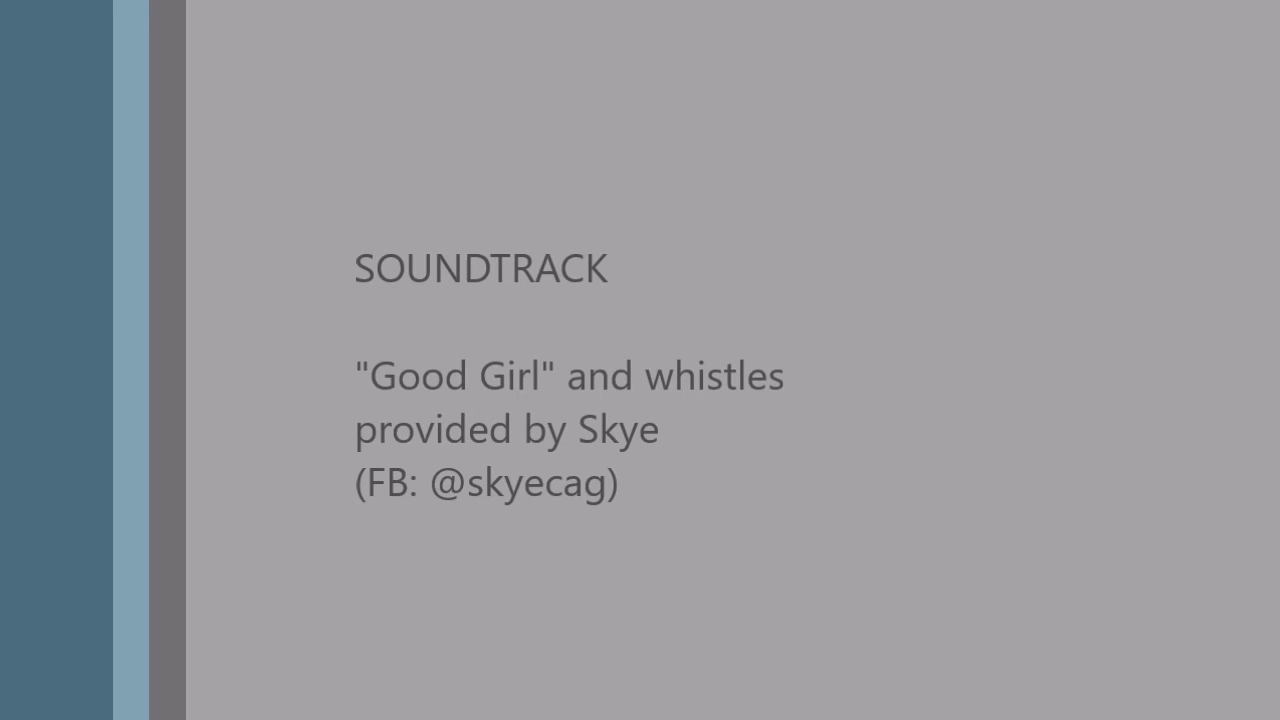 SOUNDTRACK
"Good Girl" and whistles
provided by Skye
(FB: @skyecag)